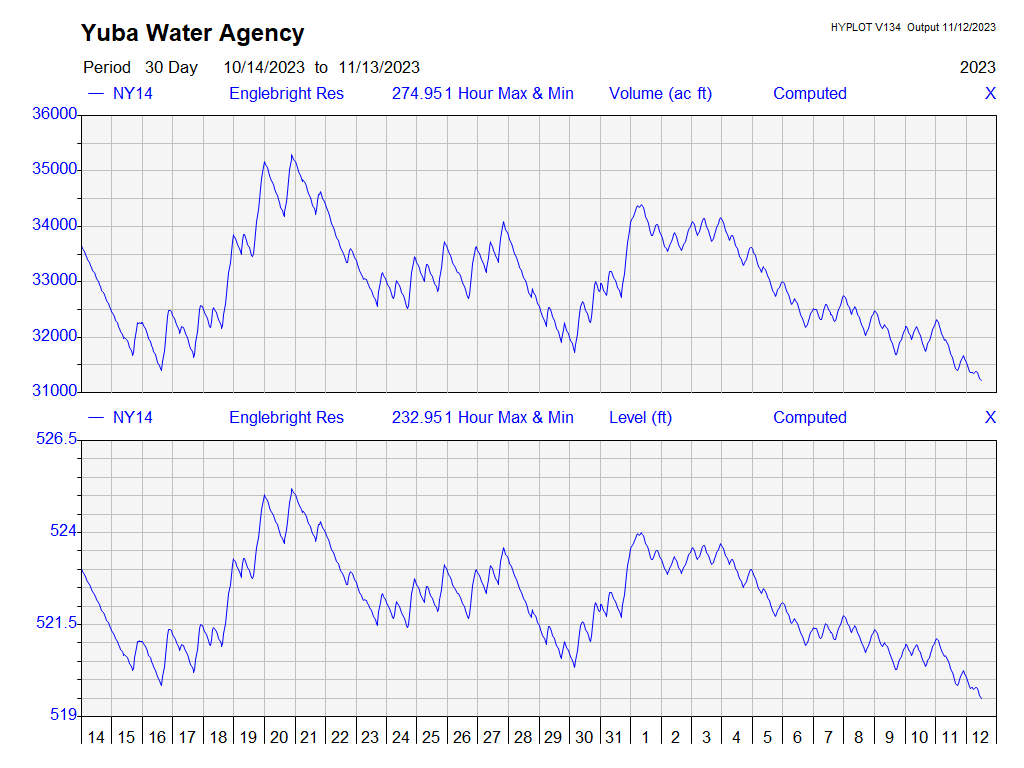 Yuba Water Agency
HYPLOT V134 Output 11/12/2023
Period 30 Day 10/14/2023 to 11/13/2023 2023
NY14 Englebright Res 274.951 Hour Max & Min Volume (ac ft) Computed X
36000
35000
34000
33000
32000
31000
NY14 Englebright Res 232.951 Hour Max & Min Level (ft) Computed X
526.5
524
521.5
519
14 15 16 17 18 19 20 21 22 23 24 25 26 27 28 29 30 31 1 2 3 4 5 6 7 8 9 10 11 12